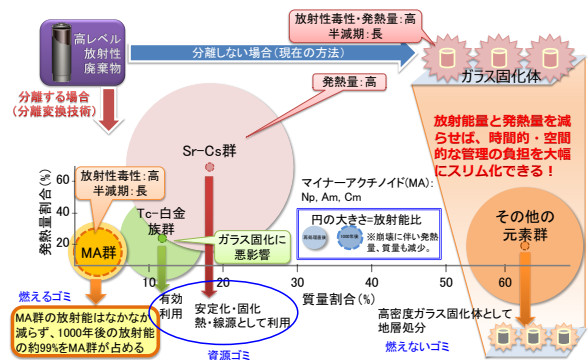 高レベル
放射性
廃棄物
分離しない場合（現在の方法）
放射性毒性・発熱量：高
半減期：長
ガラス固化体
分離する場合
（分離変換技術）
発熱量：高
放射能量と発熱量を減
らせば、時間的・空間
的な管理の負担を大幅
にスリム化できる！
Sr-Cs群
発熱量割合(%)
60
40
20
放射性毒性：高
半減期：長
MA群
Tc-白金
族群
ガラス固化に
悪影響
マイナーアクチノイド(MA):
Np, Am, Cm
円の大きさ=放射能比
1000年後
※崩壊に伴い発熱
量、質量も減少。
その他の
元素群
10
20
30
40
50
60
質量割合(%)
燃えるゴミ
MA群の放射能はなかなか
減らず、1000年後の放射能
の約99%をMA群が占める
有効
利用
安定化・固化
熱・線源として利用
資源ゴミ
高密度ガラス固化体として
地層処分
燃えないゴミ